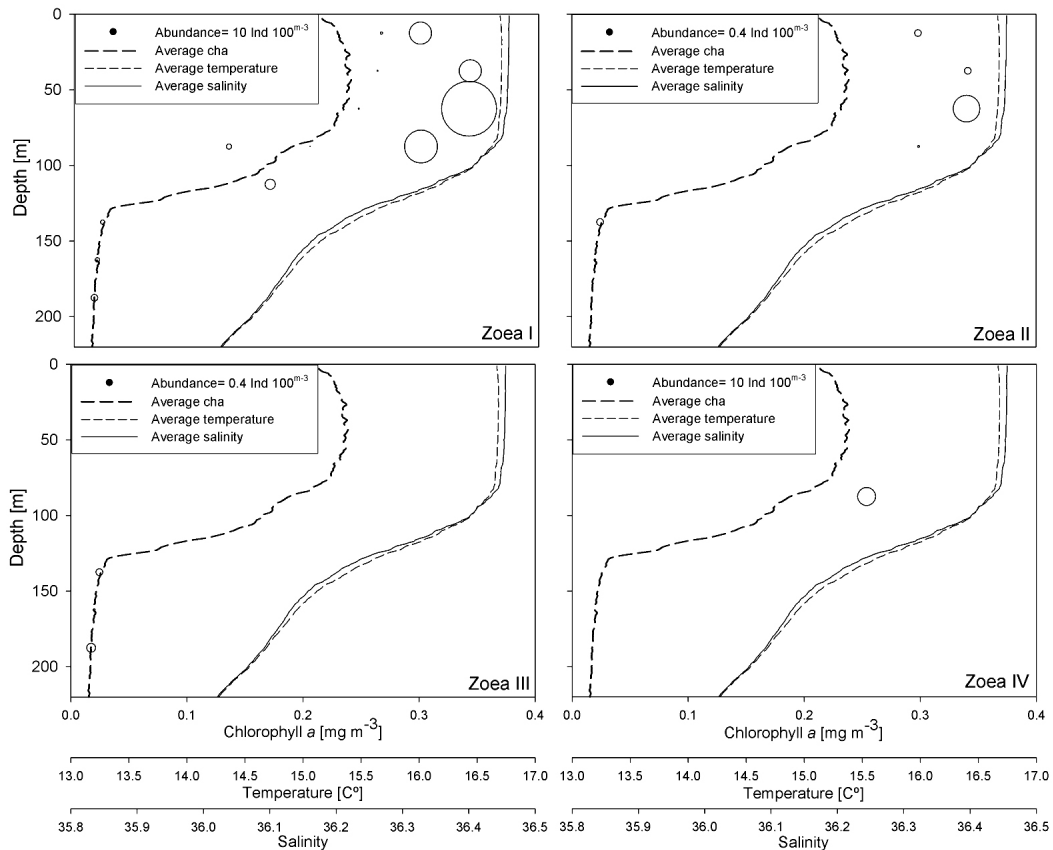 Abundance= 10 Ind 100m-3
Average cha
Average temperature
Average salinity
0
50
100
150
200
Depth [m]
Zoea I
Abundance= 0.4 Ind 100m-3
Average cha
Average temperature
Average salinity
Zoea II
Abundance= 0.4 Ind 100m-3
Average cha
Average temperature
Average salinity
0
50
100
150
200
Depth [m]
Zoea III
Abundance= 10 Ind 100m-3
Average cha
Average temperature
Average salinity
Zoea IV
0.0 0.1 0.2 0.3 0.4
Chlorophyll a [mg m-3]
0.0 0.1 0.2 0.3 0.4
Chlorophyll a [mg m-3]
13.0 13.5 14.0 14.5 15.0 15.5 16.0 16.5 17.0
Temperature [Cº]
13.0 13.5 14.0 14.5 15.0 15.5 16.0 16.5 17.0
Temperature [Cº]
35.8 35.9 36.0 36.1 36.2 36.3 36.4 36.5
Salinity
35.8 35.9 36.0 36.1 36.2 36.3 36.4 36.5
Salinity